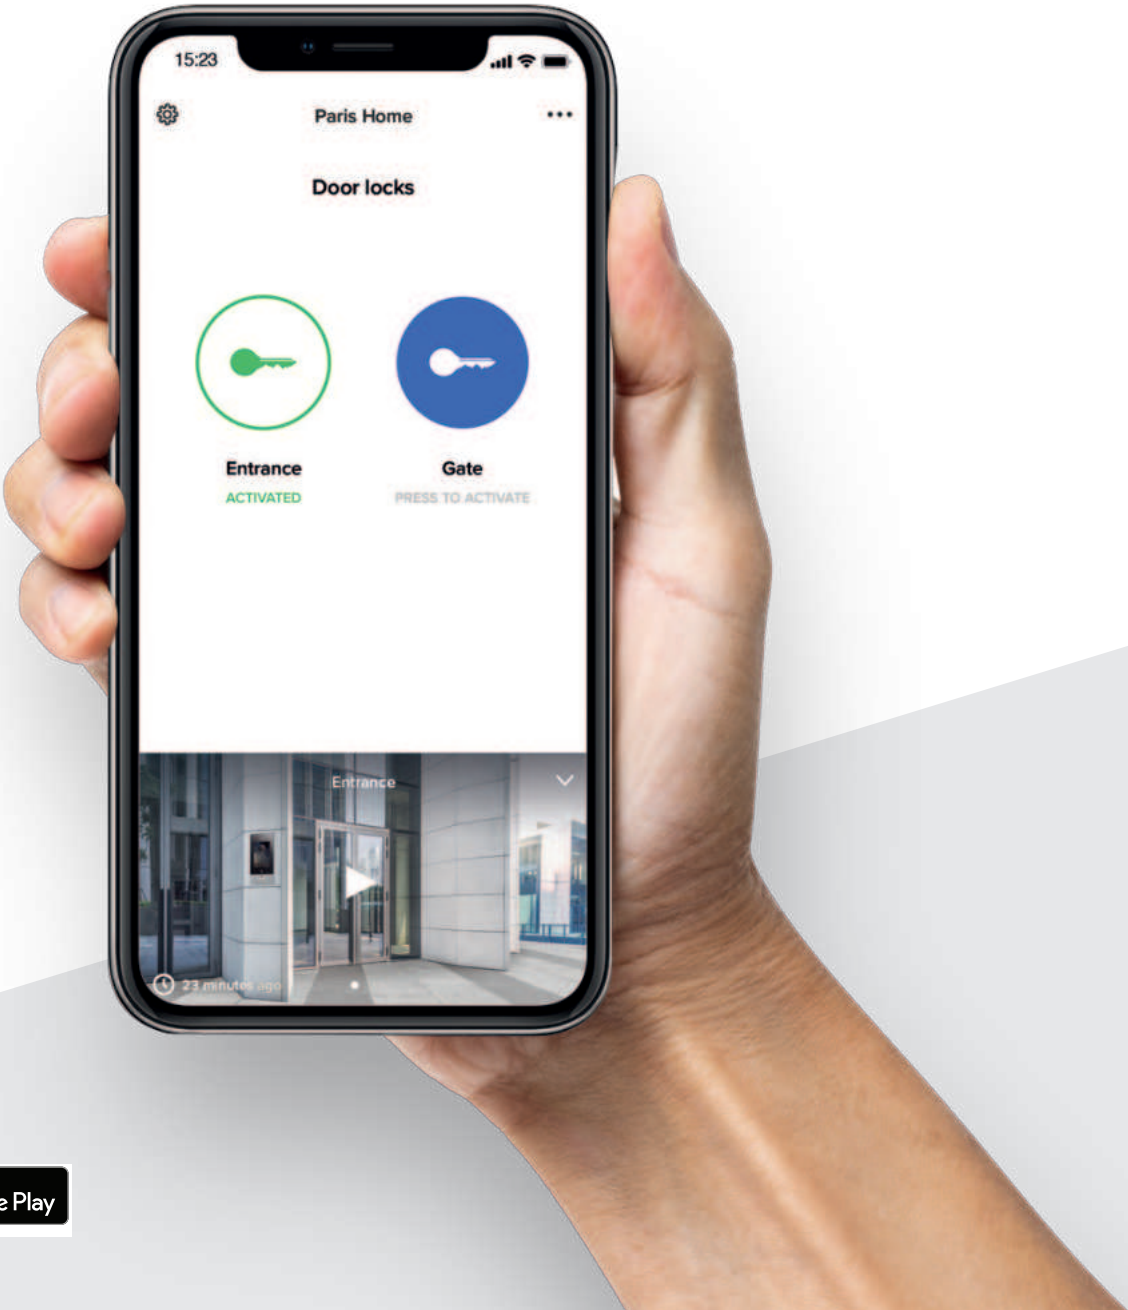 15:23
Paris Home
Door locks
Entrance
Gate
ACTIVATED
PRESS TO ACTIVATE
Entrance
23 minutes ago
e Play